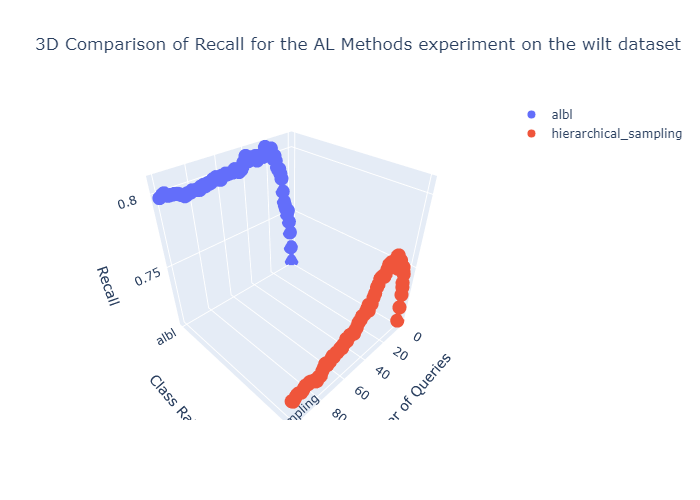 3D Comparison of Recall for the AL Methods experiment on the wilt dataset
albl
hierarchical_sampling
0.8
0.75
Recall
albl
Class Ra
mpling
0
20
40
60
80
er of Queries